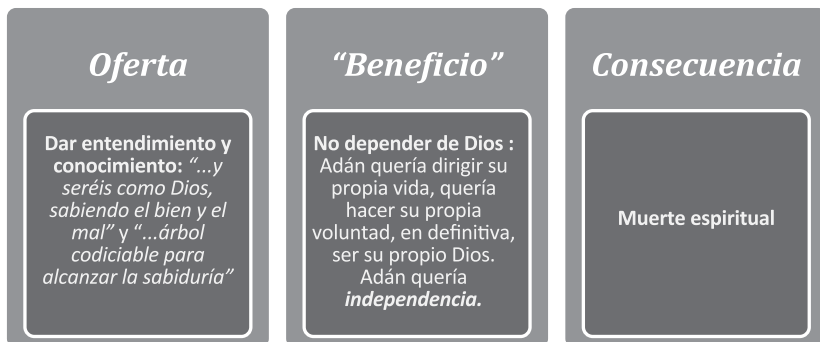 Oferta
Dar entendimiento y
conocimiento: “...y
seréis como Dios,
sabiendo el bien y el
mal” y “...árbol
codiciable para
alcanzar la sabiduría”
“Beneficio”
No depender de Dios :
Adán quería dirigir su
propia vida, quería
hacer su propia
voluntad, en definitiva,
ser su propio Dios.
Adán quería
independencia.
Consecuencia
Muerte espiritual